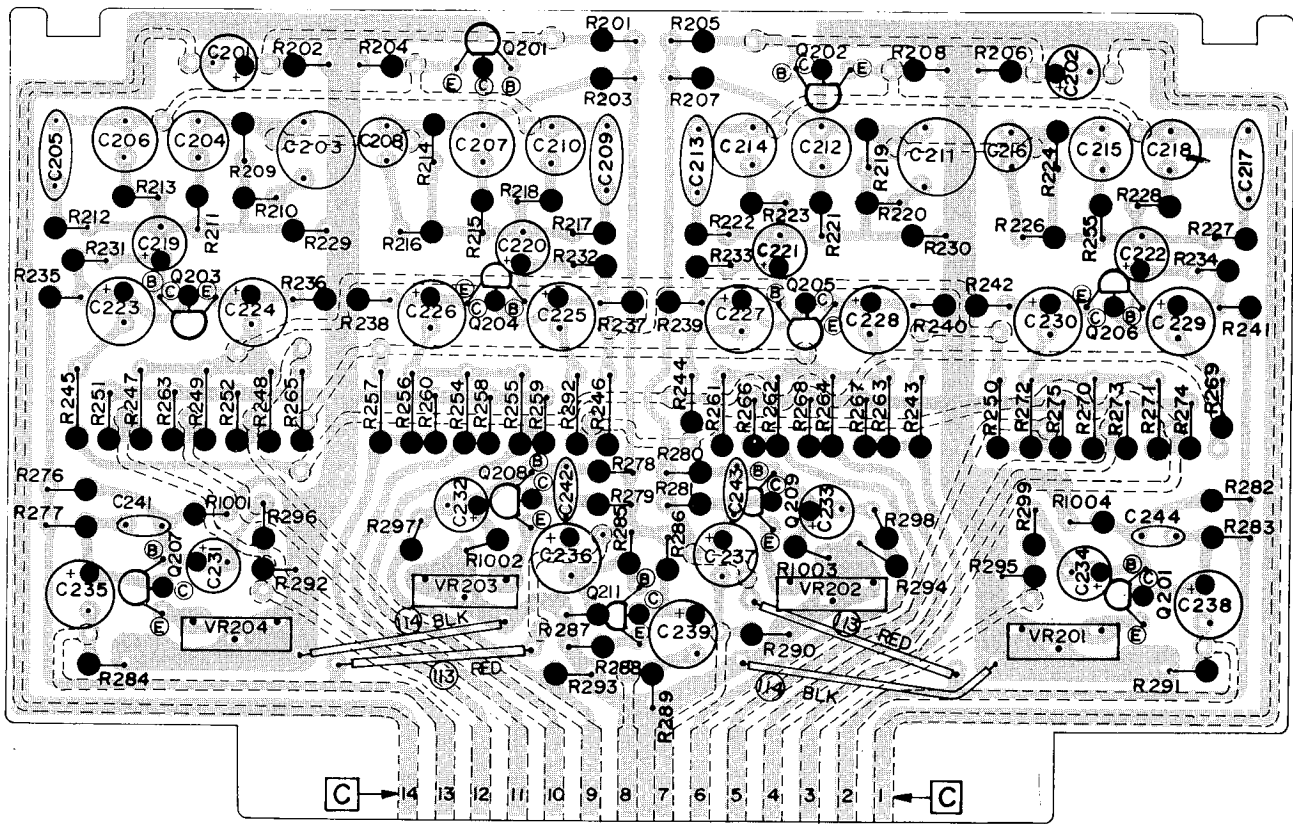 R201 R205
C201 + R202 R204 Q201 Q202 R208 R206 C202 +
E C B B C E
R203 R207
C205 C206 C204 R209 C203 C208 R214 C207 C210 C209 C213 C214 C212 R219 C211 C216 R224 C215 C218 C217
R213 R210 R218 R223 R220 R228
R212 R211 R229 R216 R215 R217 R222 R221 R230 R226 R255 R227
R231 C219 + C220 + R232 R233 C221 + C222 + R234
R235 B Q203 C E R236 E C B B Q205 C E R242 E C B
C223 + C224 + R238 C226 + Q204 C225 + R237 R239 C227 + C228 + R240 C230 + Q206 C229 + R241
R245 R251 R247 R263 R249 R252 R248 R265 R257 R256 R260 R254 R258 R255 R259 R292 R246 R244 R261 R266 R262 R268 R264 R267 R263 R243 R250 R272 R275 R270 R273 R271 R274 R269
R276 Q208 B C E R278 R280 B C E
R277 C241 R1001 R296 R297 C232 + C242 R279 R281 C243 Q209 C233 + R298 R299 R1004 C244 R282
R283
B Q207 C E C231 + R292 R1002 C236 + R285 R286 C237 + R1003 R294 R295 C234 + B C Q201 E
C235 + VR203 B C E VR202 C238 +
VR204 114 BLK Q211 R287 C239 + 113 RED VR201
R284 113 RED R288 R293 R289 R290 114 BLK R291
C 14 13 12 11 10 9 8 7 6 5 4 3 2 1 C